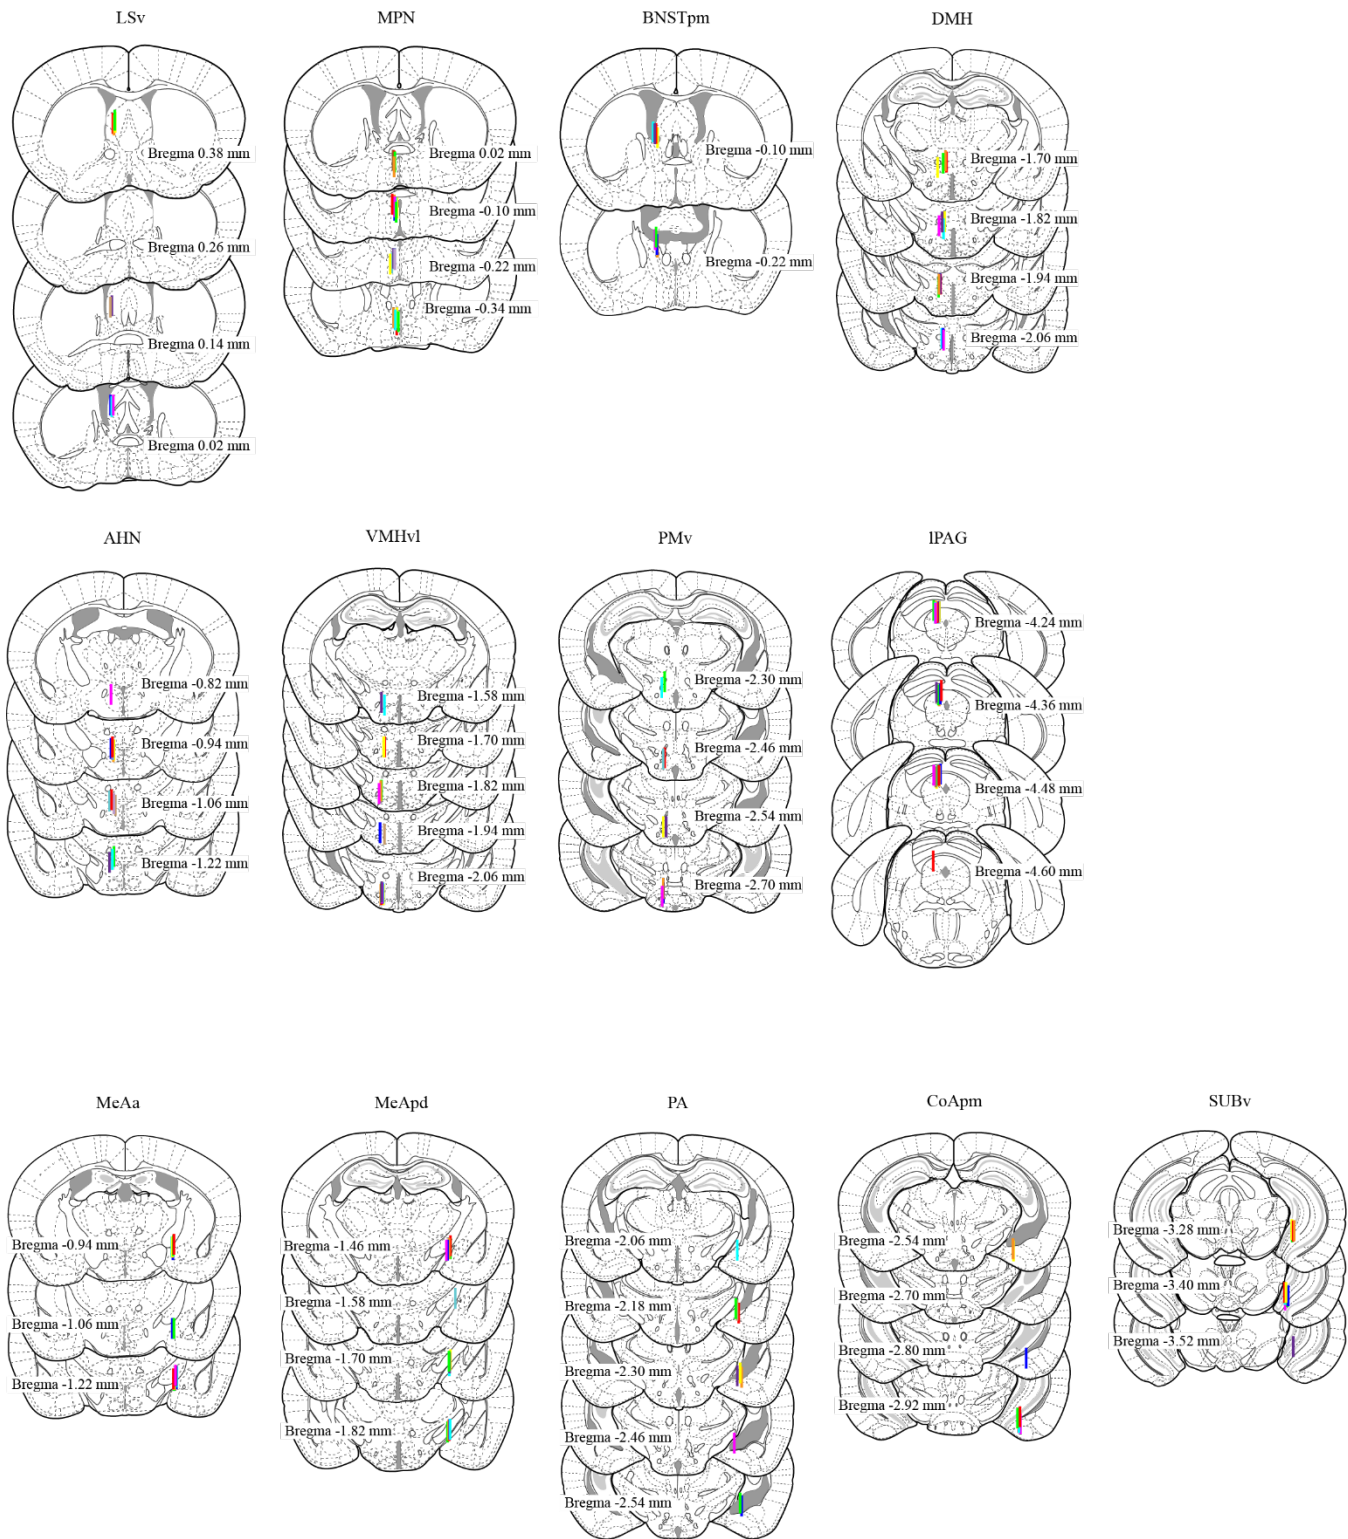 LSv
MPN
BNSTpm
DMH
Bregma 0.38 mm
Bregma 0.26 mm
Bregma 0.14 mm
Bregma 0.02 mm
Bregma 0.02 mm
Bregma -0.10 mm
Bregma -0.22 mm
Bregma -0.34 mm
Bregma -0.10 mm
Bregma -0.22 mm
Bregma -1.70 mm
Bregma -1.82 mm
Bregma -1.94 mm
Bregma -2.06 mm
AHN
VMHvl
PMv
lPAG
Bregma -0.82 mm
Bregma -0.94 mm
Bregma -1.06 mm
Bregma -1.22 mm
Bregma -1.58 mm
Bregma -1.70 mm
Bregma -1.82 mm
Bregma -1.94 mm
Bregma -2.06 mm
Bregma -2.30 mm
Bregma -2.46 mm
Bregma -2.54 mm
Bregma -2.70 mm
Bregma -4.24 mm
Bregma -4.36 mm
Bregma -4.48 mm
Bregma -4.60 mm
MeAa
MeApd
PA
CoApm
SUBv
Bregma -0.94 mm
Bregma -1.06 mm
Bregma -1.22 mm
Bregma -1.46 mm
Bregma -1.58 mm
Bregma -1.70 mm
Bregma -1.82 mm
Bregma -2.06 mm
Bregma -2.18 mm
Bregma -2.30 mm
Bregma -2.46 mm
Bregma -2.54 mm
Bregma -2.54 mm
Bregma -2.70 mm
Bregma -2.80 mm
Bregma -2.92 mm
Bregma -3.28 mm
Bregma -3.40 mm
Bregma -3.52 mm